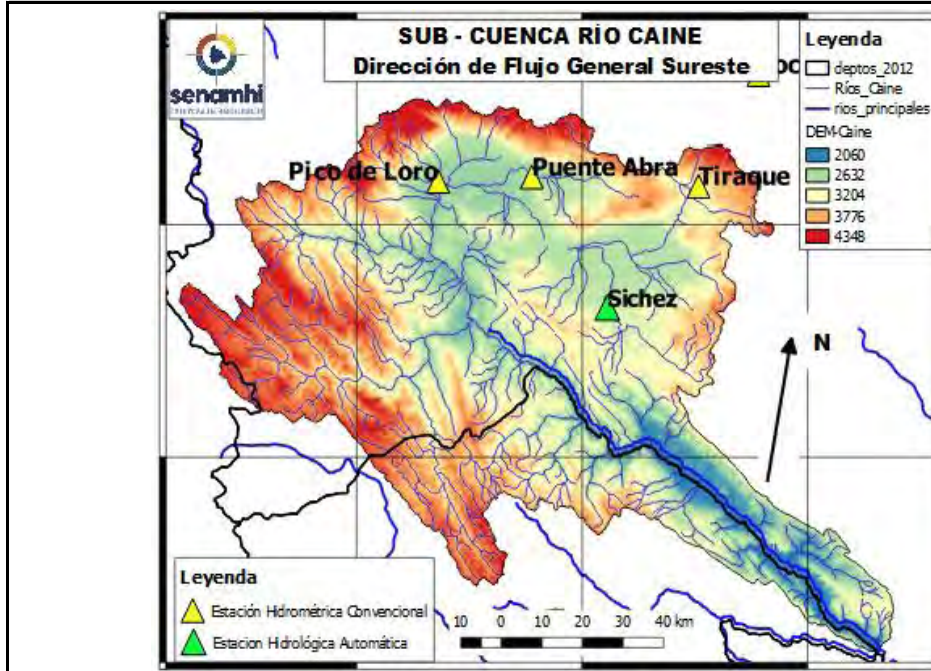 SUB - CUENCA RÍO CAINE
Dirección de Flujo General Sureste
senamhi
Leyenda
deptos_2012
Ríos_Caine
rios_principales
DEM-Caine
2060
2632
3204
3776
4348
Pico de Loro
Puente Abra
Tiraque
Sichez
N
Leyenda
Estación Hidrométrica Convencional
Estacion Hidrológica Automática
10 0 10 20 30 40 km